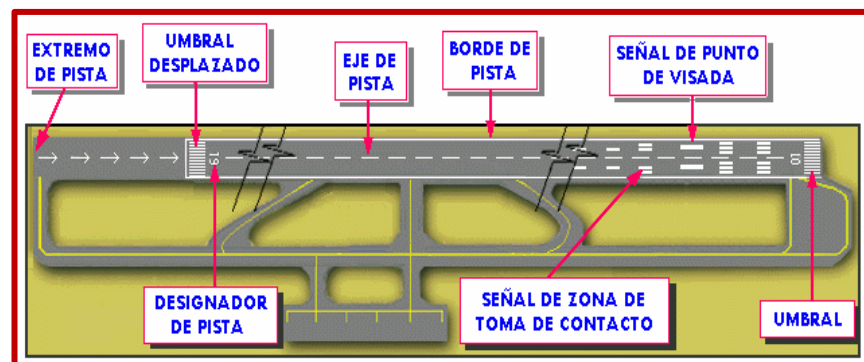 EXTREMO
DE PISTA
UMBRAL
DESPLAZADO
EJE DE
PISTA
BORDE DE
PISTA
SEÑAL DE PUNTO
DE VISADA
19
01
DESIGNADOR
DE PISTA
SEÑAL DE ZONA DE
TOMA DE CONTACTO
UMBRAL